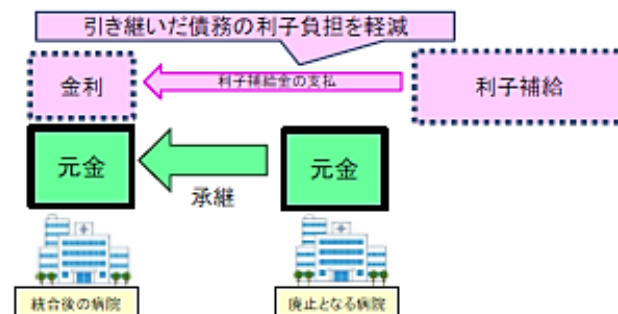 引き継いだ債務の利子負担を軽減
金利
利子補給金の支払
利子補給
元金
元金
承継
統合後の病院
廃止となる病院